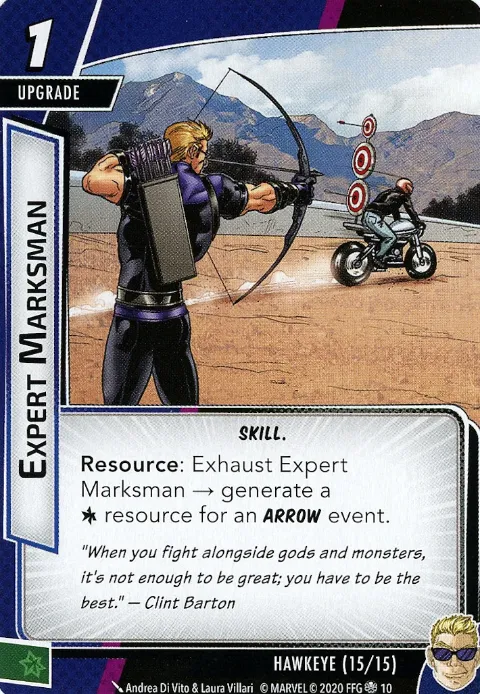 1
UPGRADE
EXPERT MARKSMAN
SKILL.
Resource: Exhaust Expert
Marksman → generate a
resource for an ARROW event.
"When you fight alongside gods and monsters,
it's not enough to be great; you have to be the
best." — Clint Barton
HAWKEYE (15/15)
Andrea Di Vito & Laura Villari © MARVEL © 2020 FFG 10